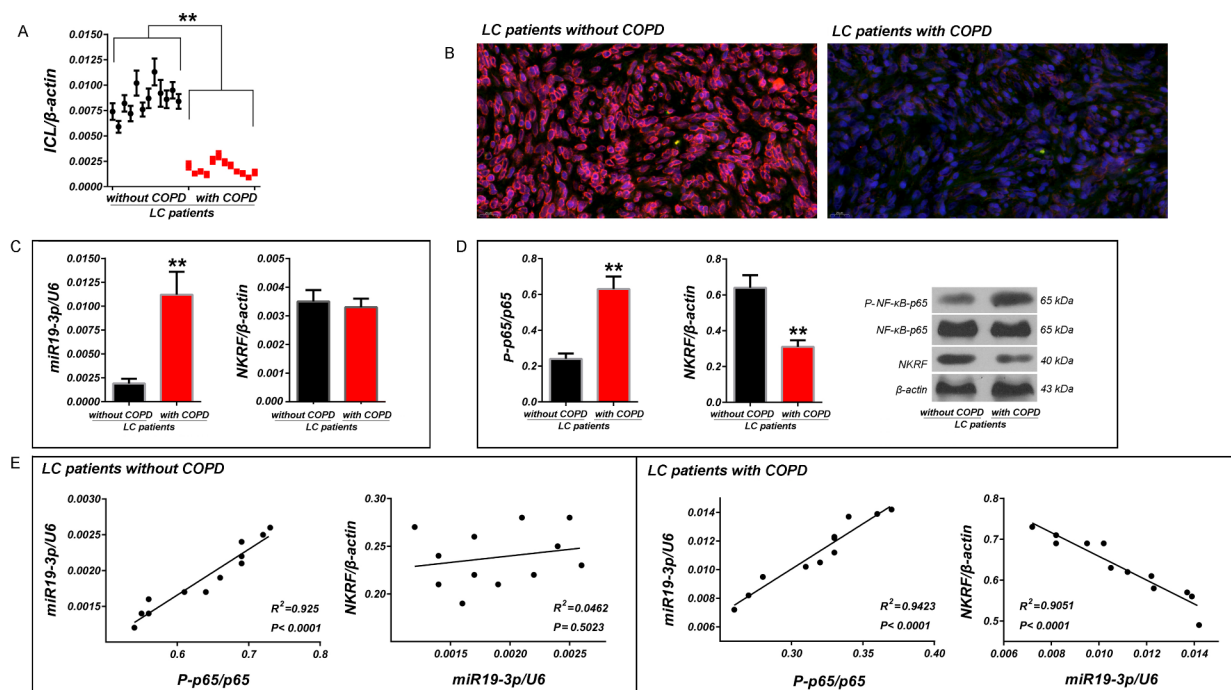 A
**
ICL/β-actin
0.0150
0.0125
0.0100
0.0075
0.0050
0.0025
0.0000
without COPD
with COPD
LC patients
B
LC patients without COPD
LC patients with COPD
C
miR19-3p/U6
0.0150
0.0125
0.0100
0.0075
0.0050
0.0025
0.0000
**
without COPD
with COPD
LC patients
NKRF/β-actin
0.005
0.004
0.003
0.002
0.001
0.000
without COPD
with COPD
LC patients
D
P-p65/p65
0.8
0.6
0.4
0.2
0.0
**
without COPD
with COPD
LC patients
NKRF/β-actin
0.8
0.6
0.4
0.2
0.0
**
without COPD
with COPD
LC patients
P-NF-κB-p65
65 kDa
NF-κB-p65
65 kDa
NKRF
40 kDa
β-actin
43 kDa
without COPD
with COPD
LC patients
E
LC patients without COPD
miR19-3p/U6
0.0030
0.0025
0.0020
0.0015
0.6
0.7
0.8
R²=0.925
P< 0.0001
P-p65/p65
NKRF/β-actin
0.30
0.25
0.20
0.0015
0.0020
0.0025
R²=0.0462
P= 0.5023
miR19-3p/U6
LC patients with COPD
miR19-3p/U6
0.014
0.012
0.010
0.008
0.006
0.30
0.35
0.40
R²=0.9423
P< 0.0001
P-p65/p65
NKRF/β-actin
0.8
0.7
0.6
0.5
0.006
0.008
0.010
0.012
0.014
R²=0.9051
P< 0.0001
miR19-3p/U6